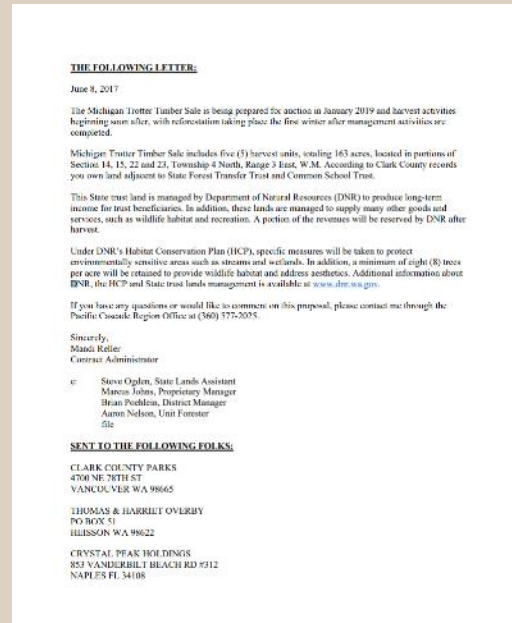 THE FOLLOWING LETTER:
June 8, 2017
The Michigan Trotter Timber Sale is being prepared for auction in January 2019 and harvest activities
beginning soon after, with reforestation taking place the first winter after management activities are
completed.
Michigan Trotter Timber Sale includes five (5) harvest units, totaling 163 acres, located in portions of
Section 14, 15, 22 and 23, Township 4 North, Range 3 East, W.M. According to Clark County records
you own land adjacent to State Forest Transfer Trust and Common School Trust.
This State trust land is managed by Department of Natural Resources (DNR) to produce long-term
income for trust beneficiaries. In addition, these lands are managed to supply many other goods and
services, such as wildlife habitat and recreation. A portion of the revenues will be reserved by DNR after
harvest.
Under DNR's Habitat Conservation Plan (HCP), specific measures will be taken to protect
environmentally sensitive areas such as streams and wetlands. In addition, a minimum of eight (8) trees
per acre will be retained to provide wildlife habitat and address aesthetics. Additional information about
DNR, the HCP and State trust lands management is available at www.dnr.wa.gov.
If you have any questions or would like to comment on this proposal, please contact me through the
Pacific Cascade Region Office at (360) 577-2025.
Sincerely,
Mandi Reller
Contract Administrator
c: Steve Ogden, State Lands Assistant
Marcus Johns, Proprietary Manager
Brian Poehlein, District Manager
Aaron Nelson, Unit Forester
file
SENT TO THE FOLLOWING FOLKS:
CLARK COUNTY PARKS
4700 NE 78TH ST
VANCOUVER WA 98665
THOMAS & HARRIET OVERBY
PO BOX 51
HEISSON WA 98622
CRYSTAL PEAK HOLDINGS
853 VANDERBILT BEACH RD #312
NAPLES FL 34108